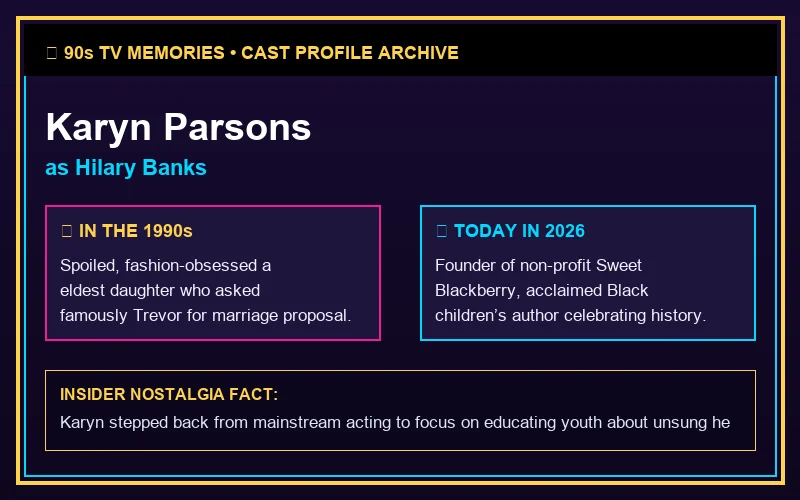 90s TV MEMORIES • CAST PROFILE ARCHIVE
Karyn Parsons
as Hilary Banks
IN THE 1990s
Spoiled, fashion-obsessed a
eldest daughter who asked
famously Trevor for marriage proposal.
TODAY IN 2026
Founder of non-profit Sweet
Blackberry, acclaimed Black
children’s author celebrating history.
INSIDER NOSTALGIA FACT:
Karyn stepped back from mainstream acting to focus on educating youth about unsung he